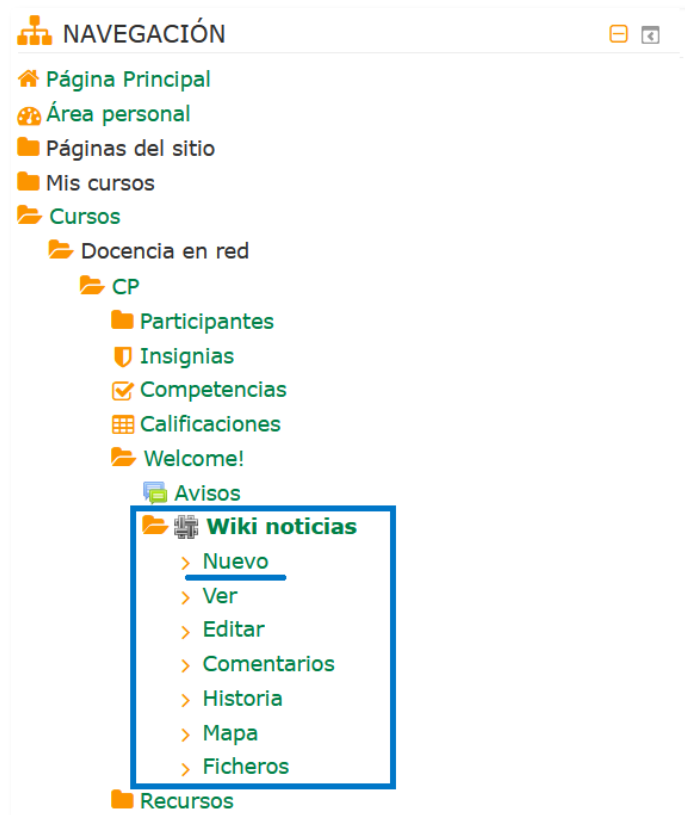 NAVEGACIÓN
Página Principal
Área personal
Páginas del sitio
Mis cursos
Cursos
Docencia en red
CP
Participantes
Insignias
Competencias
Calificaciones
Welcome!
Avisos
Wiki noticias
Nuevo
Ver
Editar
Comentarios
Historia
Mapa
Ficheros
Recursos